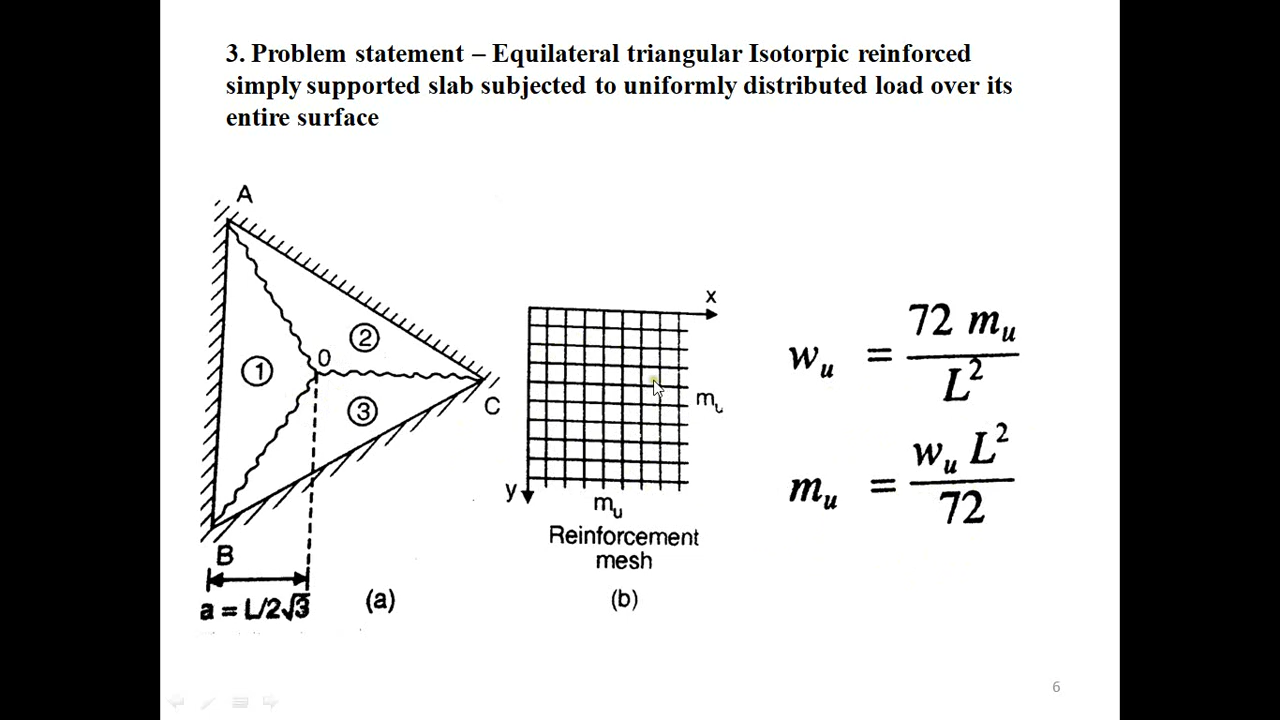 3. Problem statement – Equilateral triangular Isotorpic reinforced
simply supported slab subjected to uniformly distributed load over its
entire surface
A
1
2
3
O
C
B
a = L/2√3
(a)
x
y
mu
mu
Reinforcement
mesh
(b)
wu = 72 mu / L²
mu = wu L² / 72
6